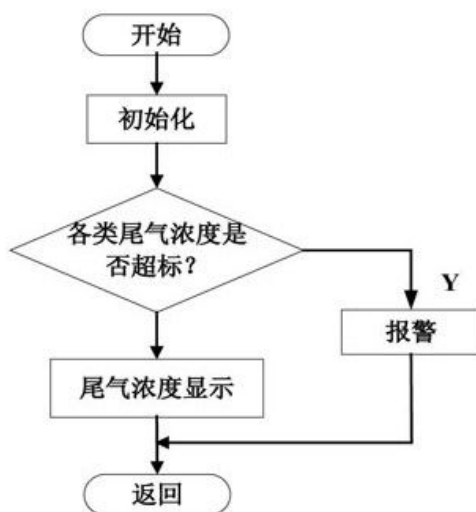 开始
初始化
各类尾气浓度是
否超标？
Y
报警
尾气浓度显示
返回